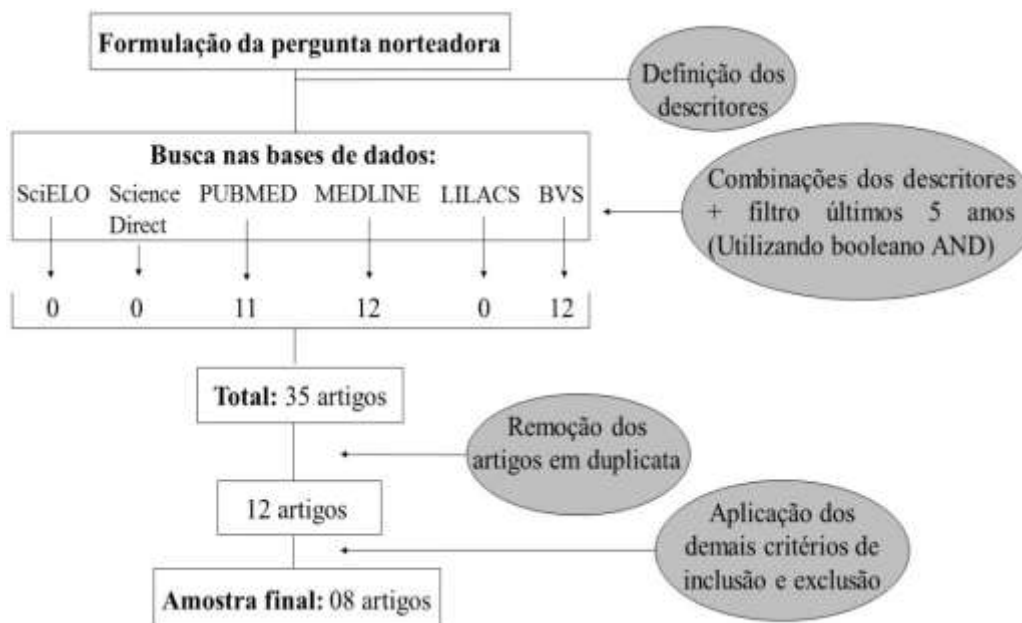 Formulação da pergunta norteadora
Definição dos
descritores
Busca nas bases de dados:
SciELO Science PUBMED MEDLINE LILACS BVS
Direct
Combinações dos descritores
+ filtro últimos 5 anos
(Utilizando booleano AND)
0 0 11 12 0 12
Total: 35 artigos
Remoção dos
artigos em duplicata
12 artigos
Aplicação dos
demais critérios de
inclusão e exclusão
Amostra final: 08 artigos